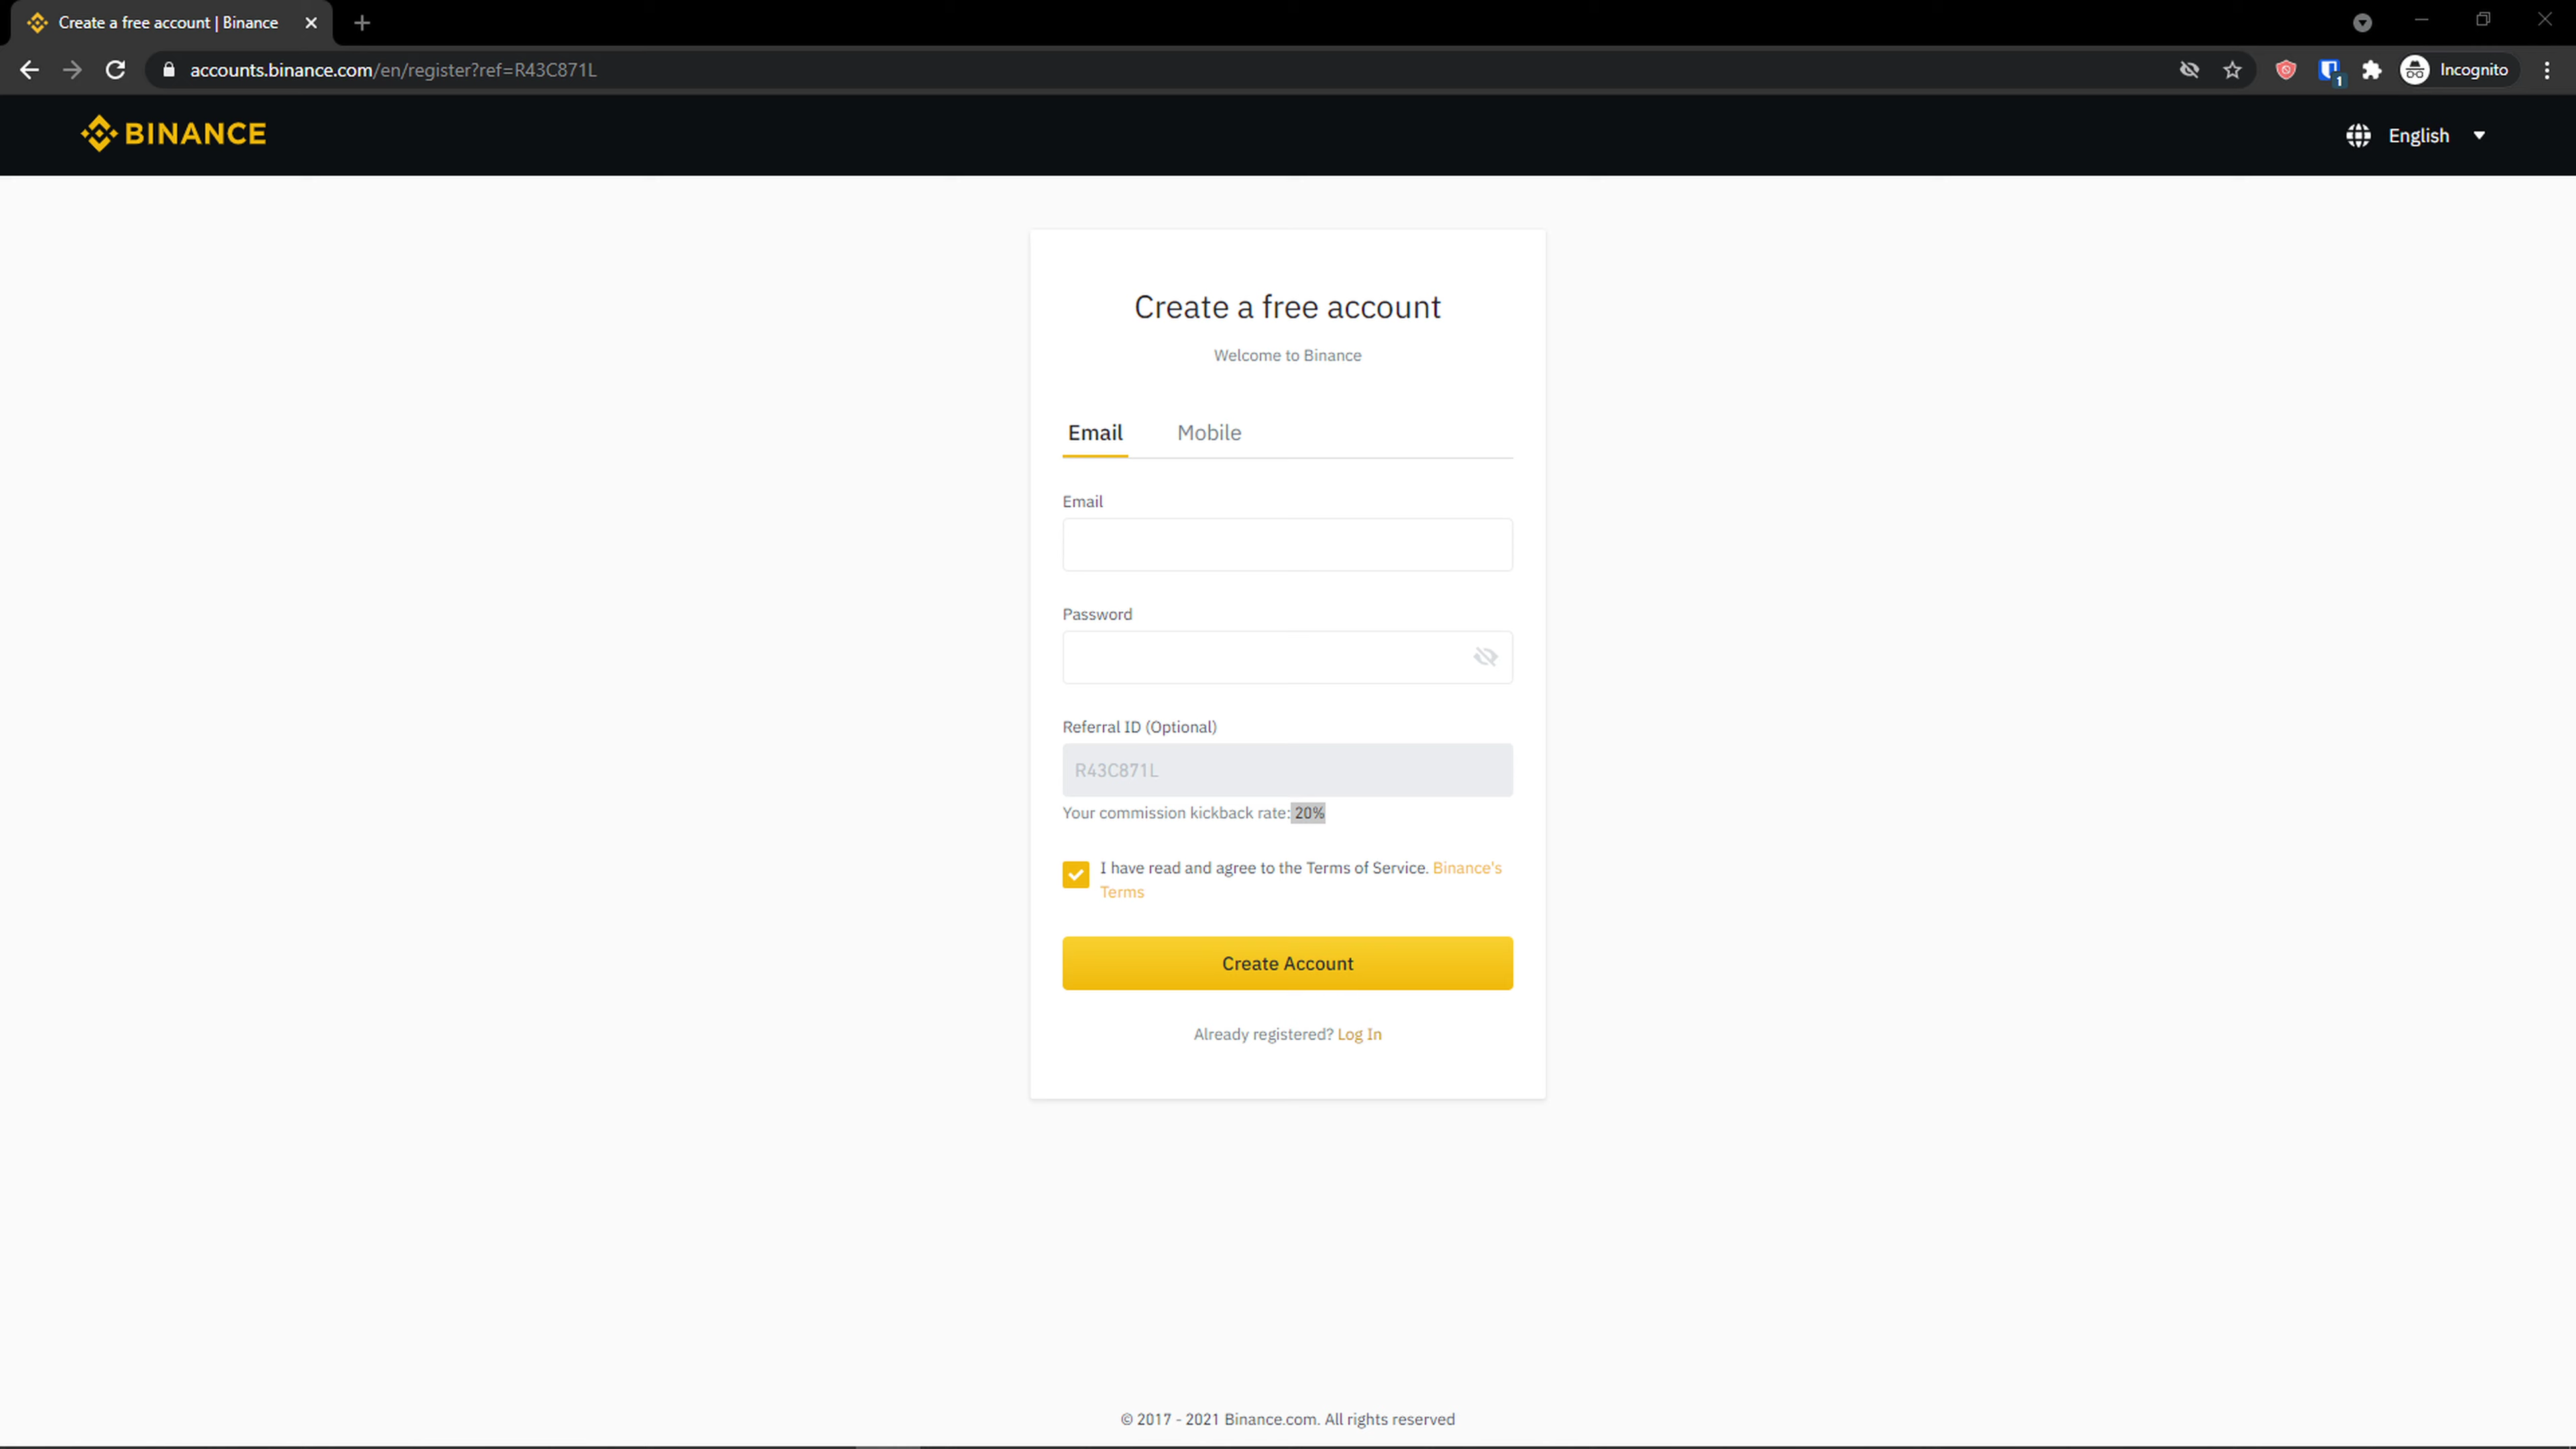 Create a free account | Binance
accounts.binance.com/en/register?ref=R43C871L
1
Incognito
BINANCE
English
Create a free account
Welcome to Binance
Email Mobile
Email
Password
Referral ID (Optional)
R43C871L
Your commission kickback rate: 20%
I have read and agree to the Terms of Service. Binance's
Terms
Create Account
Already registered? Log In
© 2017 - 2021 Binance.com. All rights reserved